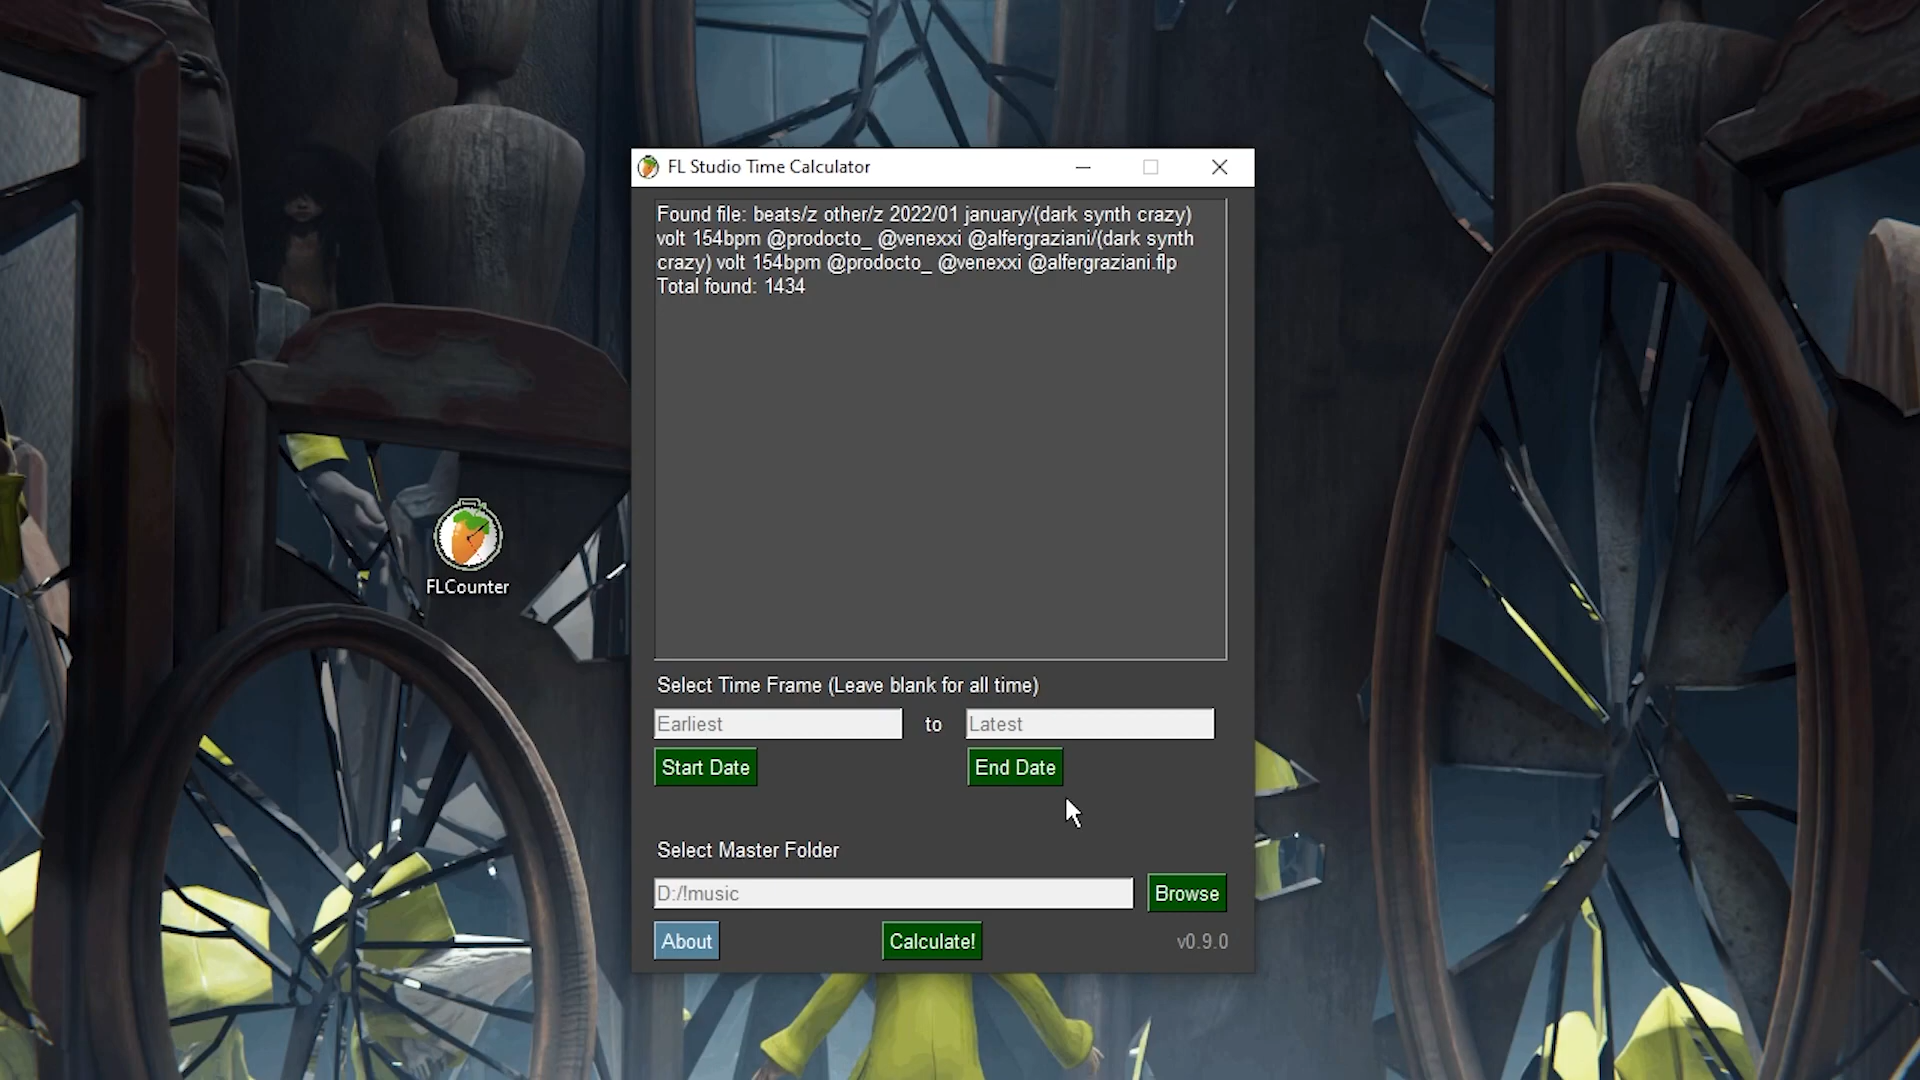 FL Studio Time Calculator
Found file: beats/z other/z 2022/01 january/(dark synth crazy)
volt 154bpm @prodocto_ @venexxi @alfergraziani/(dark synth
crazy) volt 154bpm @prodocto_ @venexxi @alfergraziani.flp
Total found: 1434
FLCounter
Select Time Frame (Leave blank for all time)
Earliest to Latest
Start Date End Date
Select Master Folder
D:/!music Browse
About Calculate! v0.9.0